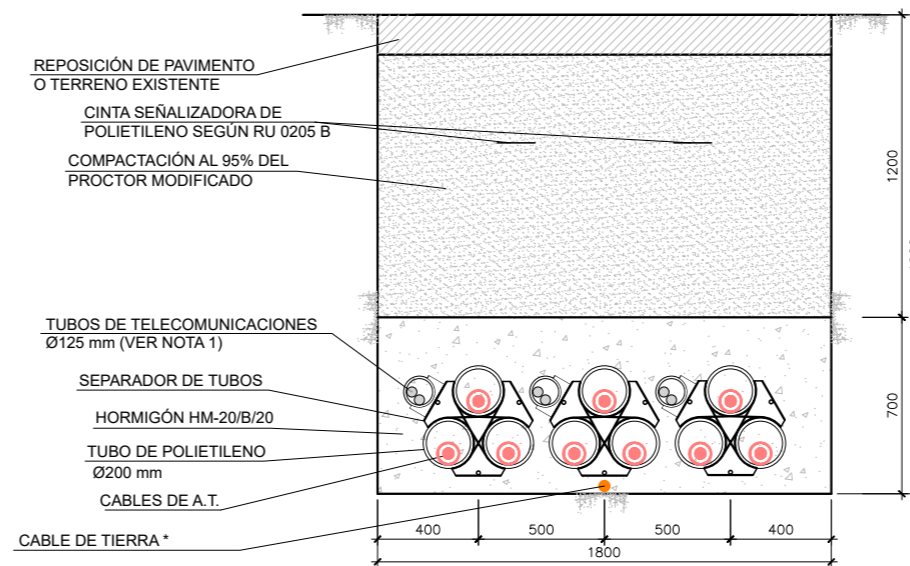 REPOSICIÓN DE PAVIMENTO
O TERRENO EXISTENTE
CINTA SEÑALIZADORA DE
POLIETILENO SEGÚN RU 0205 B
COMPACTACIÓN AL 95% DEL
PROCTOR MODIFICADO
1200
TUBOS DE TELECOMUNICACIONES
Ø125 mm (VER NOTA 1)
SEPARADOR DE TUBOS
HORMIGÓN HM-20/B/20
TUBO DE POLIETILENO
Ø200 mm
CABLES DE A.T.
CABLE DE TIERRA *
700
400
500
500
400
1800